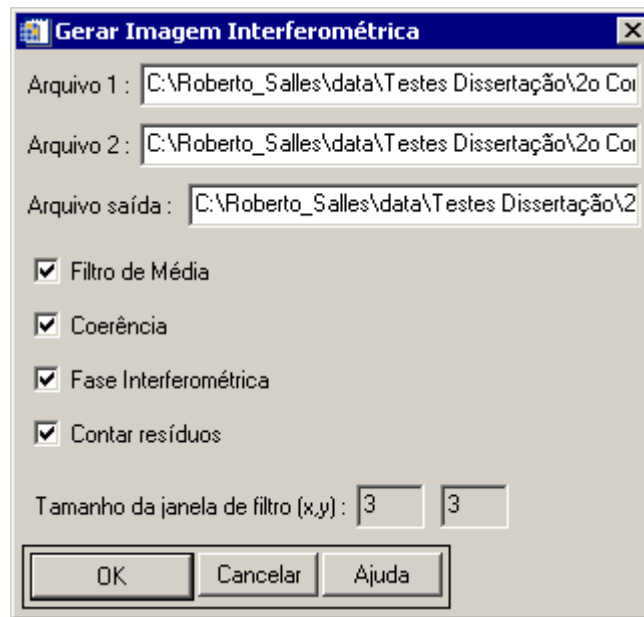 Gerar Imagem Interferométrica
Arquivo 1 : C:\Roberto_Salles\data\Testes Dissertação\2o Cor
Arquivo 2 : C:\Roberto_Salles\data\Testes Dissertação\2o Cor
Arquivo saída : C:\Roberto_Salles\data\Testes Dissertação\2
Filtro de Média
Coerência
Fase Interferométrica
Contar resíduos
Tamanho da janela de filtro (x,y) : 3 3
OK Cancelar Ajuda